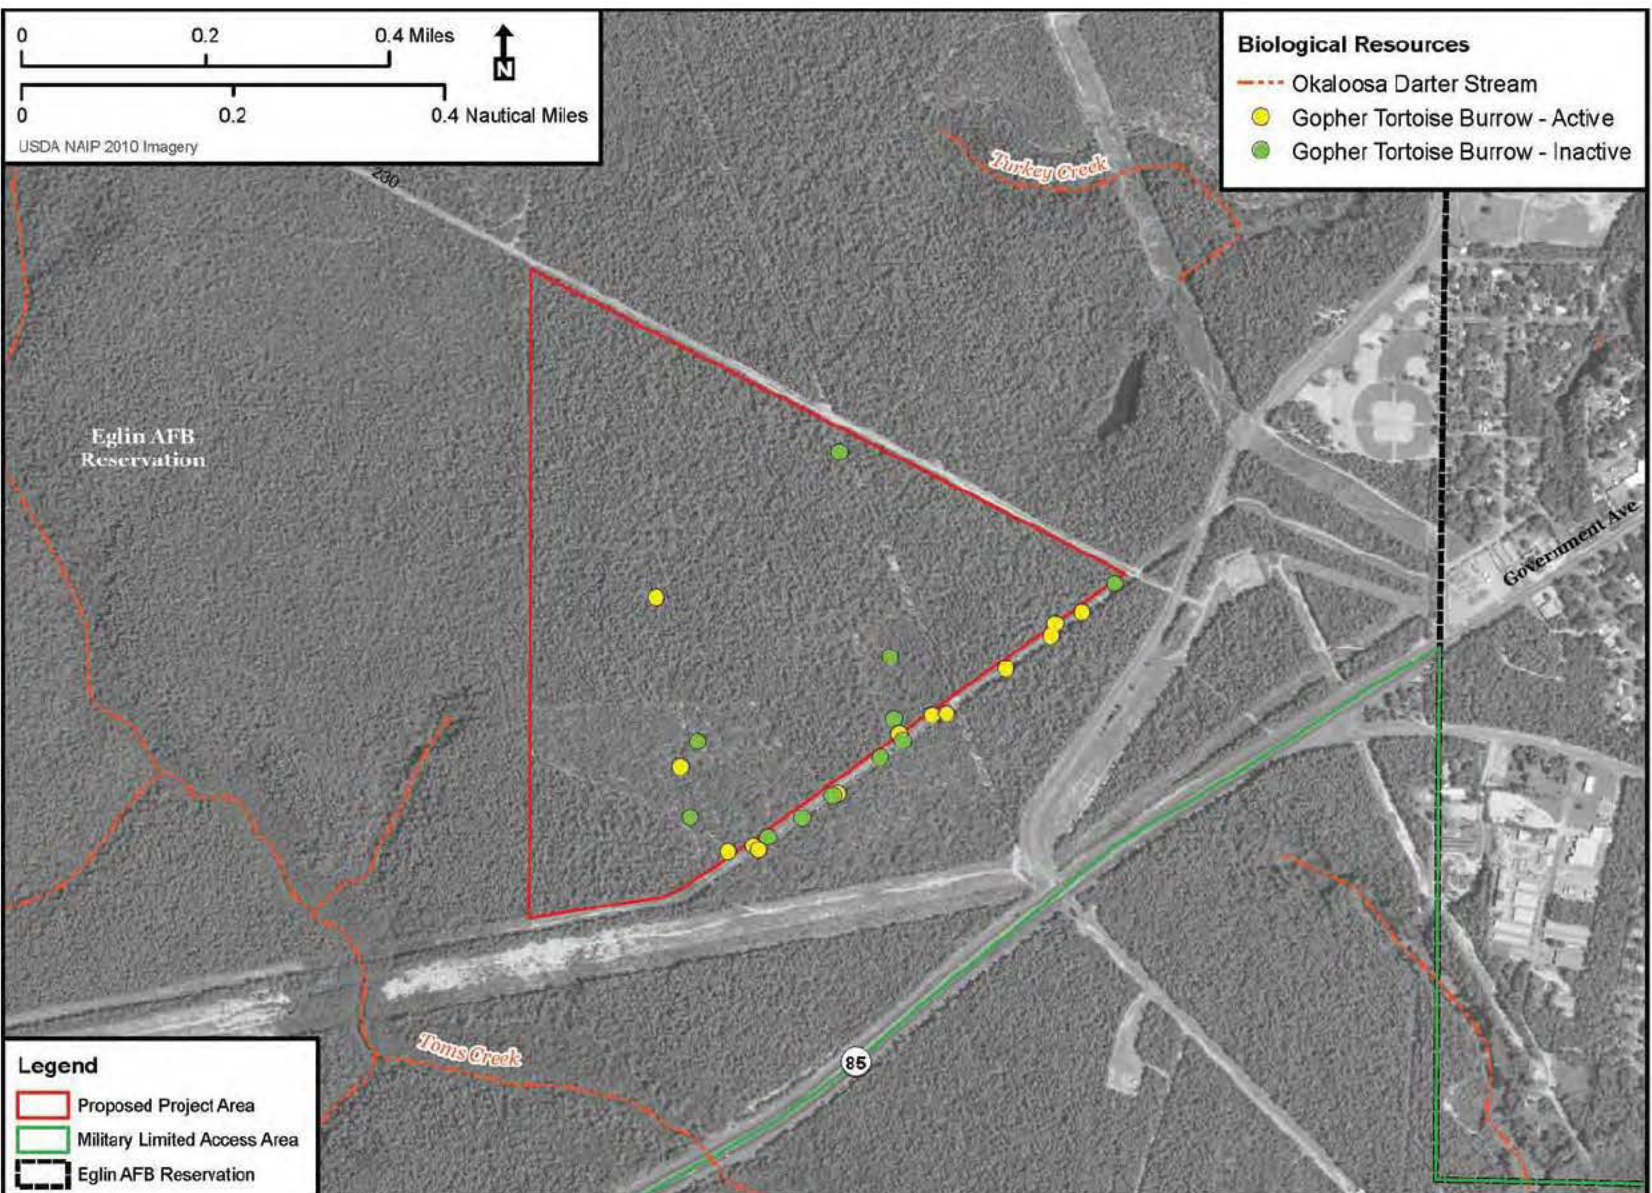 0 0.2 0.4 Miles
N
0 0.2 0.4 Nautical Miles
USDA NAIP 2010 Imagery
Biological Resources
Okaloosa Darter Stream
Gopher Tortoise Burrow - Active
Gopher Tortoise Burrow - Inactive
230
Turkey Creek
Eglin AFB
Reservation
Government Ave
Toms Creek
85
Legend
Proposed Project Area
Military Limited Access Area
Eglin AFB Reservation